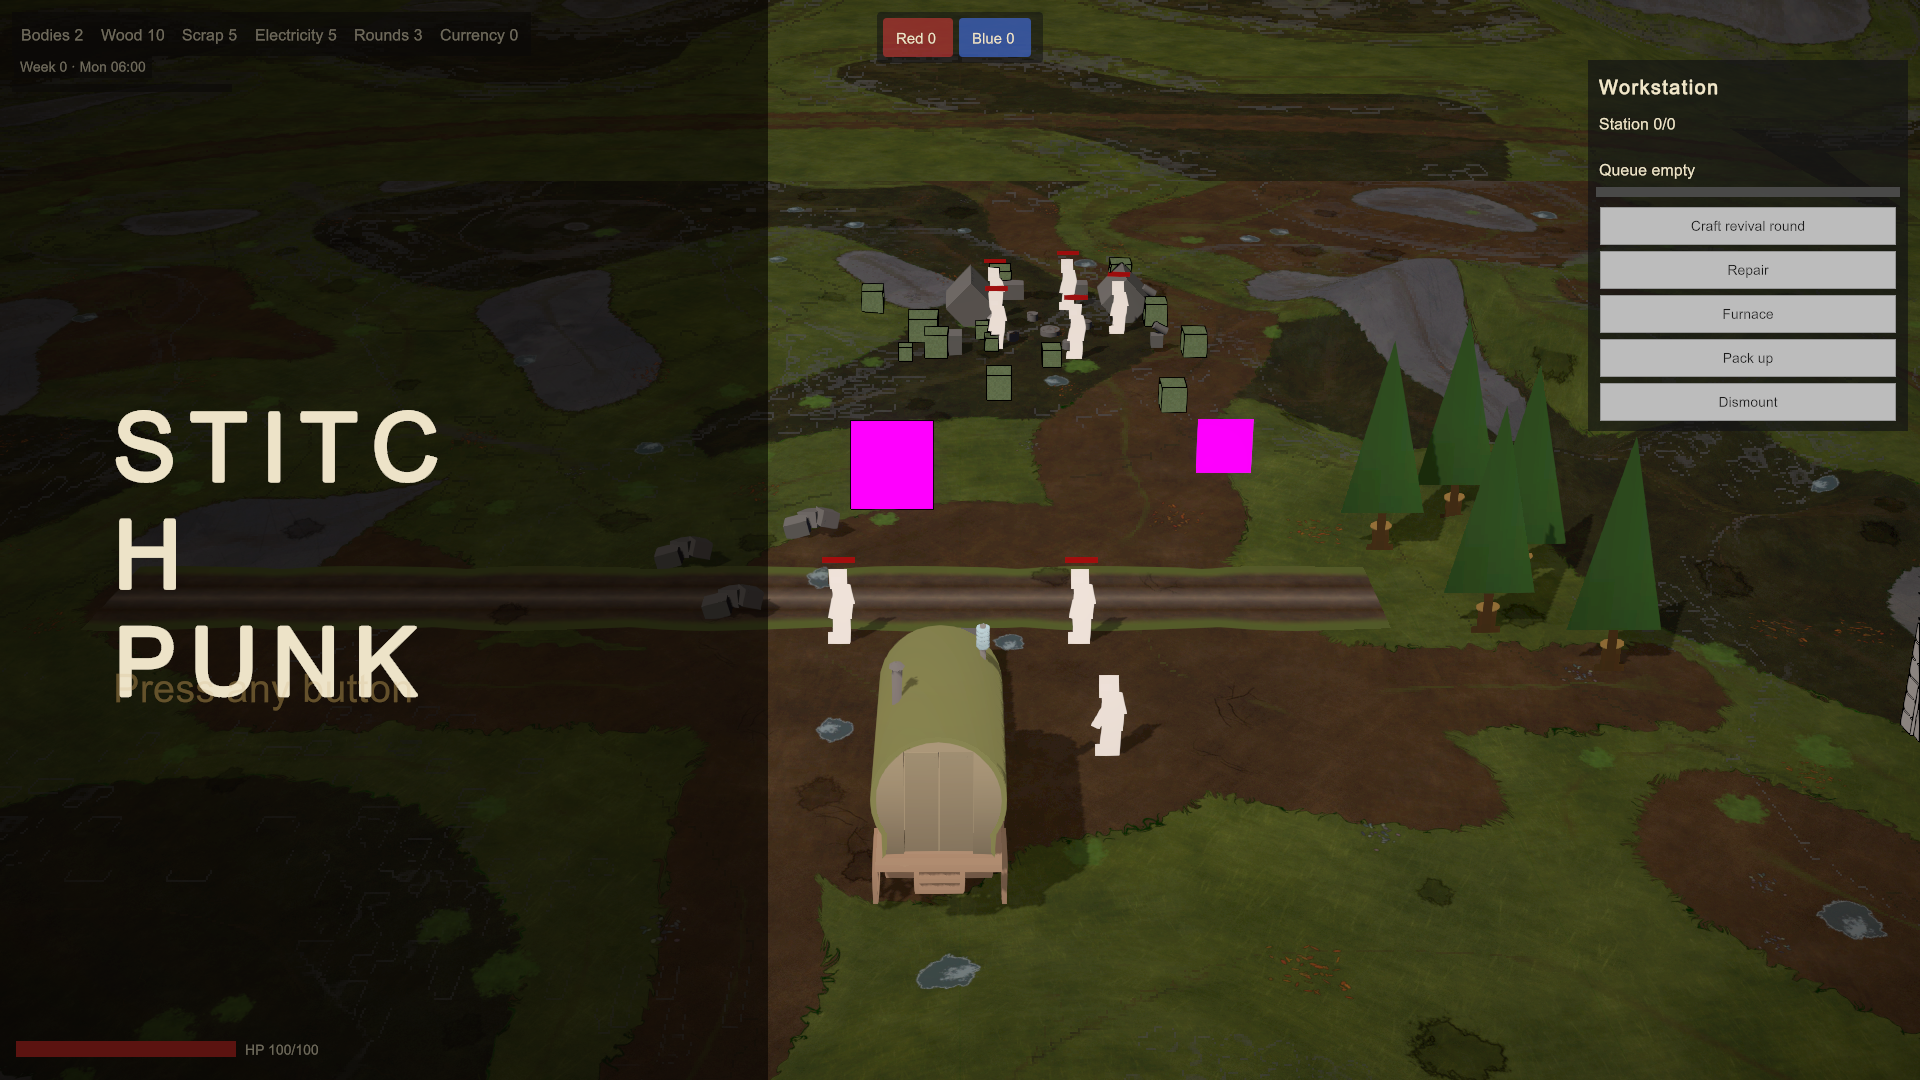 Bodies 2 Wood 10 Scrap 5 Electricity 5 Rounds 3 Currency 0
Week 0 · Mon 06:00
Red 0 Blue 0
Workstation
Station 0/0
Queue empty
Craft revival round
Repair
Furnace
Pack up
Dismount
STITC
H
PUNK
Press any button
HP 100/100